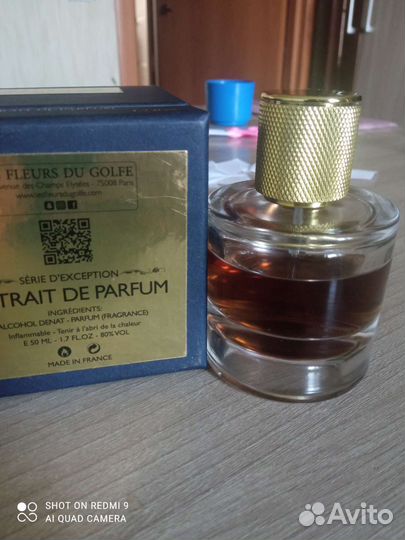 FLEURS DU GOLFE
venue des Champs Elysées - 75008 Paris
www.lesfleursdugolfe.com
SÉRIE D'EXCEPTION
TRAIT DE PARFUM
INGRÉDIENTS:
ALCOHOL DENAT - PARFUM (FRAGRANCE)
Inflammable - Tenir à l'abri de la chaleur
E 50 ML - 1.7 FL.OZ - 80% VOL
MADE IN FRANCE
SHOT ON REDMI 9
AI QUAD CAMERA
Avito